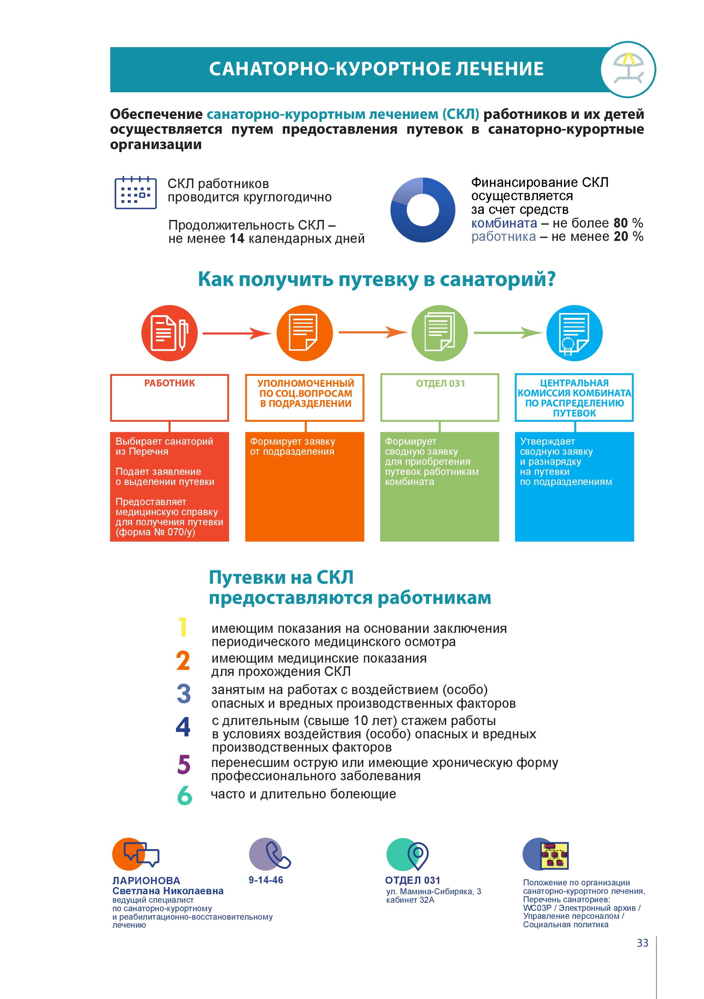 САНАТОРНО-КУРОРТНОЕ ЛЕЧЕНИЕ
Обеспечение санаторно-курортным лечением (СКЛ) работников и их детей
осуществляется путем предоставления путевок в санаторно-курортные
организации
СКЛ работников
проводится круглогодично
Продолжительность СКЛ –
не менее 14 календарных дней
Финансирование СКЛ
осуществляется
за счет средств
комбината – не более 80 %
работника – не менее 20 %
Как получить путевку в санаторий?
РАБОТНИК
Выбирает санаторий
из Перечня
Подает заявление
о выделении путевки
Предоставляет
медицинскую справку
для получения путевки
(форма № 070/у)
УПОЛНОМОЧЕННЫЙ
ПО СОЦ.ВОПРОСАМ
В ПОДРАЗДЕЛЕНИИ
Формирует заявку
от подразделения
ОТДЕЛ 031
Формирует
сводную заявку
для приобретения
путевок работникам
комбината
ЦЕНТРАЛЬНАЯ
КОМИССИЯ КОМБИНАТА
ПО РАСПРЕДЕЛЕНИЮ
ПУТЕВОК
Утверждает
сводную заявку
и разнарядку
на путевки
по подразделениям
Путевки на СКЛ
предоставляются работникам
1 имеющим показания на основании заключения
периодического медицинского осмотра
2 имеющим медицинские показания
для прохождения СКЛ
3 занятым на работах с воздействием (особо)
опасных и вредных производственных факторов
4 с длительным (свыше 10 лет) стажем работы
в условиях воздействия (особо) опасных и вредных
производственных факторов
5 перенесшим острую или имеющие хроническую форму
профессионального заболевания
6 часто и длительно болеющие
ЛАРИОНОВА
Светлана Николаевна
ведущий специалист
по санаторно-курортному
и реабилитационно-восстановительному
лечению
9-14-46
ОТДЕЛ 031
ул. Мамина-Сибиряка, 3
кабинет 32А
Положение по организации
санаторно-курортного лечения,
Перечень санаториев:
WC03P / Электронный архив /
Управление персоналом /
Социальная политика
33